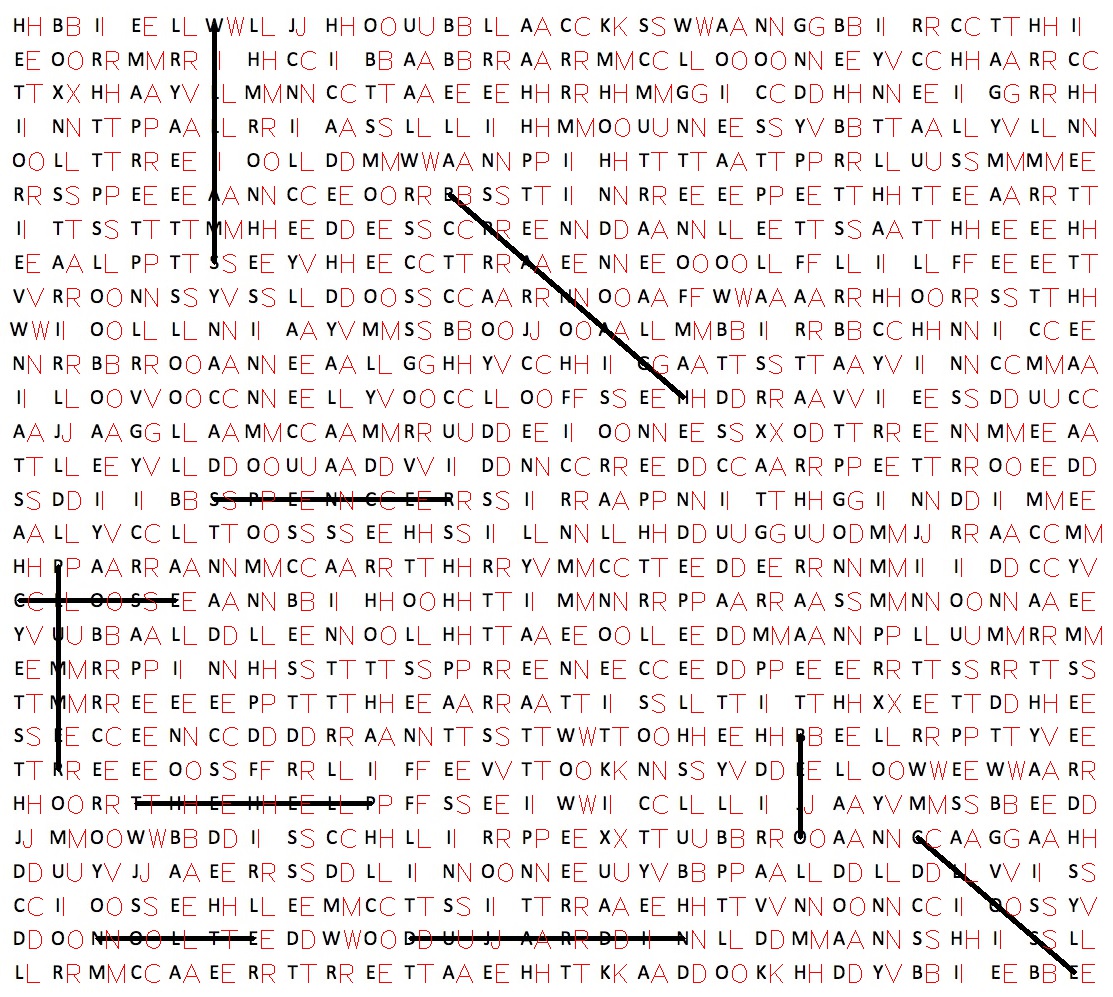 HH BB II EE LL WW LL JJ HH OO UU BB LL AA CC KK SS WW AA NN GG BB II RR CC TT HH II
EE OO RR MM RR II HH CC II BB AA BB RR AA RR MM CC LL OO OO NN EE YV CC HH AA RR CC
TT XX HH AA YV LL MM NN CC TT AA EE EE HH RR HH MM GG II CC DD HH NN EE II GG RR HH
II NN TT PP AA LL RR II AA SS LL LL II HH MM OO UU NN EE SS YV BB TT AA LL YV LL NN
OO LL TT RR EE II OO LL DD MM WW AA NN PP II HH TT TT AA TT PP RR LL UU SS MM MM EE
RR SS PP EE EE AA NN CC EE OO RR BB SS TT II NN RR EE EE PP EE TT HH TT EE AA RR TT
II TT SS TT TT MM HH EE DD EE SS CC RR EE NN DD AA NN LL EE TT SS AA TT HH EE EE HH
EE AA LL PP TT SS EE YV HH EE CC TT RR AA EE NN EE OO OO LL FF LL II LL FF EE EE TT
VV RR OO NN SS YV SS LL DD OO SS CC AA RR NN OO AA FF WW AA AA RR HH OO RR SS TT HH
WW II OO LL LL NN II AA YV MM SS BB OO JJ OO AA LL MM BB II RR BB CC HH NN II CC EE
NN RR BB RR OO AA NN EE AA LL GG HH YV CC HH II GG AA TT SS TT AA YV II NN CC MM AA
II LL OO VV OO CC NN EE LL YV OO CC LL OO FF SS EE HH DD RR AA VV II EE SS DD UU CC
AA JJ AA GG LL AA MM CC AA MM RR UU DD EE II OO NN EE SS XX OD TT RR EE NN MM EE AA
TT LL EE YV LL DD OO UU AA DD VV II DD NN CC RR EE DD CC AA RR PP EE TT RR OO EE DD
SS DD II II BB SS PP EE NN CC EE RR SS II RR AA PP NN II TT HH GG II NN DD II MM EE
AA LL YV CC LL TT OO SS SS EE HH SS II LL NN LL HH DD UU GG UU OD MM JJ RR AA CC MM
HH PP AA RR AA NN MM CC AA RR TT HH RR YV MM CC TT EE DD EE RR NN MM II II DD CC YV
CC LL OO SS EE AA NN BB II HH OO HH TT II MM NN RR PP AA RR AA SS MM NN OO NN AA EE
YV UU BB AA LL DD LL EE NN OO LL HH TT AA EE OO LL EE DD MM AA NN PP LL UU MM RR MM
EE MM RR PP II NN HH SS TT TT SS PP RR EE NN EE CC EE DD PP EE EE RR TT SS RR TT SS
TT MM RR EE EE EE PP TT TT HH EE AA RR AA TT II SS LL TT II TT HH XX EE TT DD HH EE
SS EE CC EE NN CC DD DD RR AA NN TT SS TT WW TT OO HH EE HH BB EE LL RR PP TT YV EE
TT RR EE EE OO SS FF RR LL II FF EE VV TT OO KK NN SS YV DD EE LL OO WW EE WW AA RR
HH OO RR TT HH EE HH EE LL PP FF SS EE II WW II CC LL LL II JJ AA YV MM SS BB EE DD
JJ MM OO WW BB DD II SS CC HH LL II RR PP EE XX TT UU BB RR OO AA NN CC AA GG AA HH
DD UU YV JJ AA EE RR SS DD LL II NN OO NN EE UU YV BB PP AA LL DD LL DD LL VV II SS
CC II OO SS EE HH LL EE MM CC TT SS II TT RR AA EE HH TT VV NN OO NN CC II OO SS YV
DD OO NN OO LL TT EE DD WW OO DD UU JJ AA RR DD II NN LL DD MM AA NN SS HH II SS LL
LL RR MM CC AA EE RR TT RR EE TT AA EE HH TT KK AA DD OO KK HH DD YV BB II EE BB EE